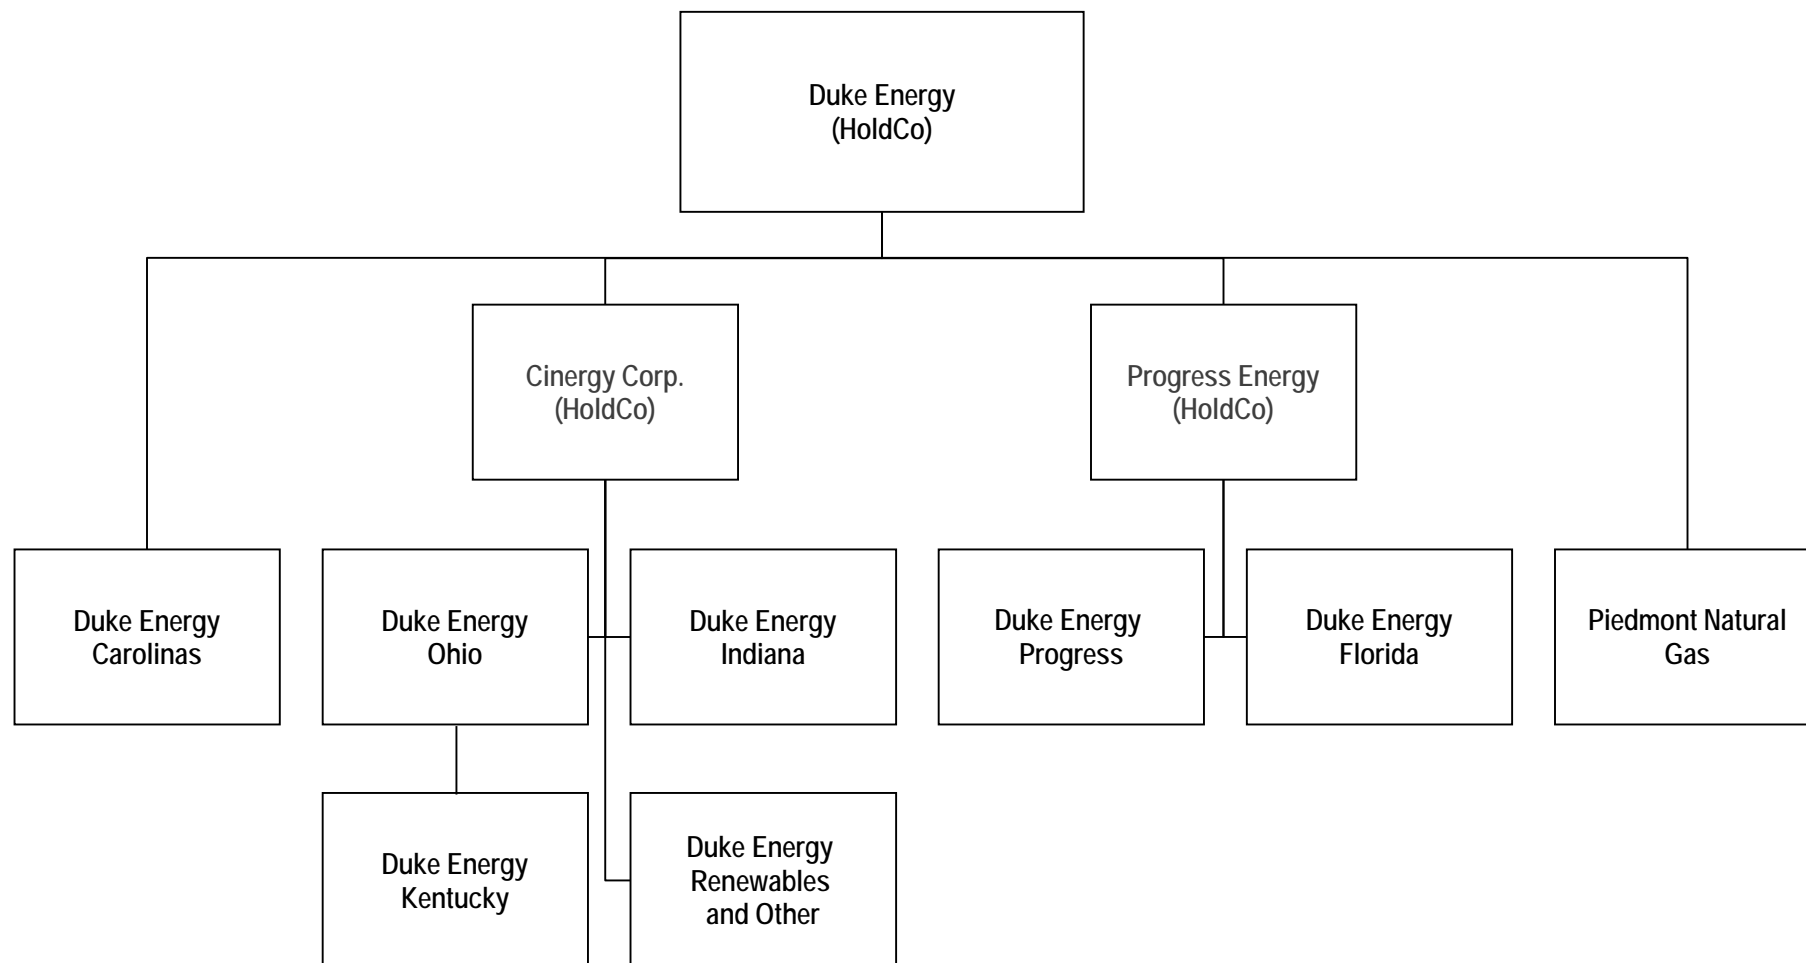 Duke Energy
(HoldCo)
Cinergy Corp.
(HoldCo)
Progress Energy
(HoldCo)
Duke Energy
Carolinas
Duke Energy
Ohio
Duke Energy
Indiana
Duke Energy
Progress
Duke Energy
Florida
Piedmont Natural
Gas
Duke Energy
Kentucky
Duke Energy
Renewables
and Other